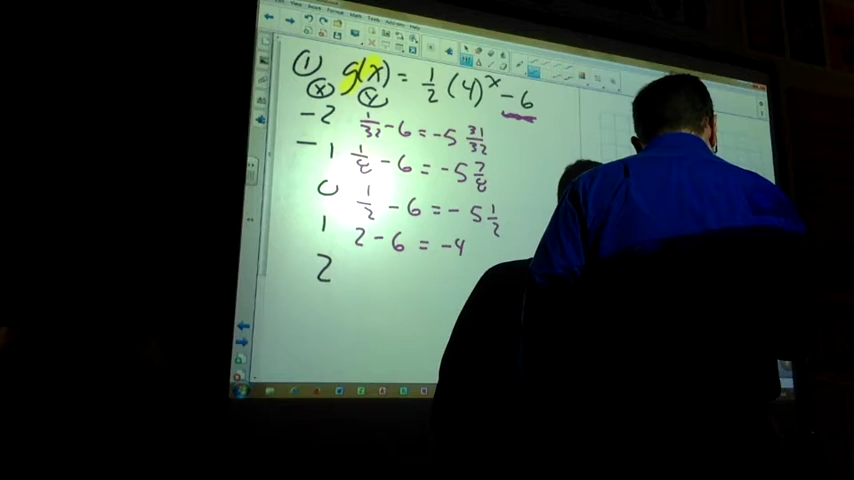 ① g(x) = 1/2 (4)^x - 6
(x) (y)
-2 1/32 - 6 = -5 31/32
-1 1/8 - 6 = -5 7/8
0 1/2 - 6 = -5 1/2
1 2 - 6 = -4
2